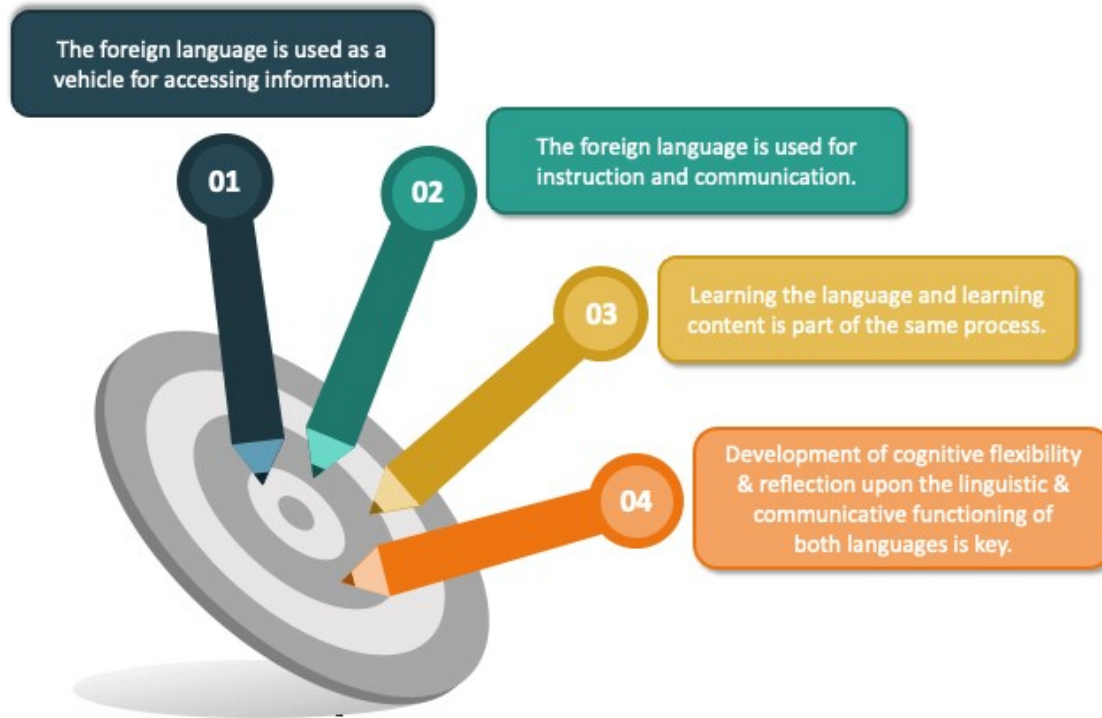 The foreign language is used as a
vehicle for accessing information.
01
02
The foreign language is used for
instruction and communication.
03
Learning the language and learning
content is part of the same process.
04
Development of cognitive flexibility
& reflection upon the linguistic &
communicative functioning of
both languages is key.